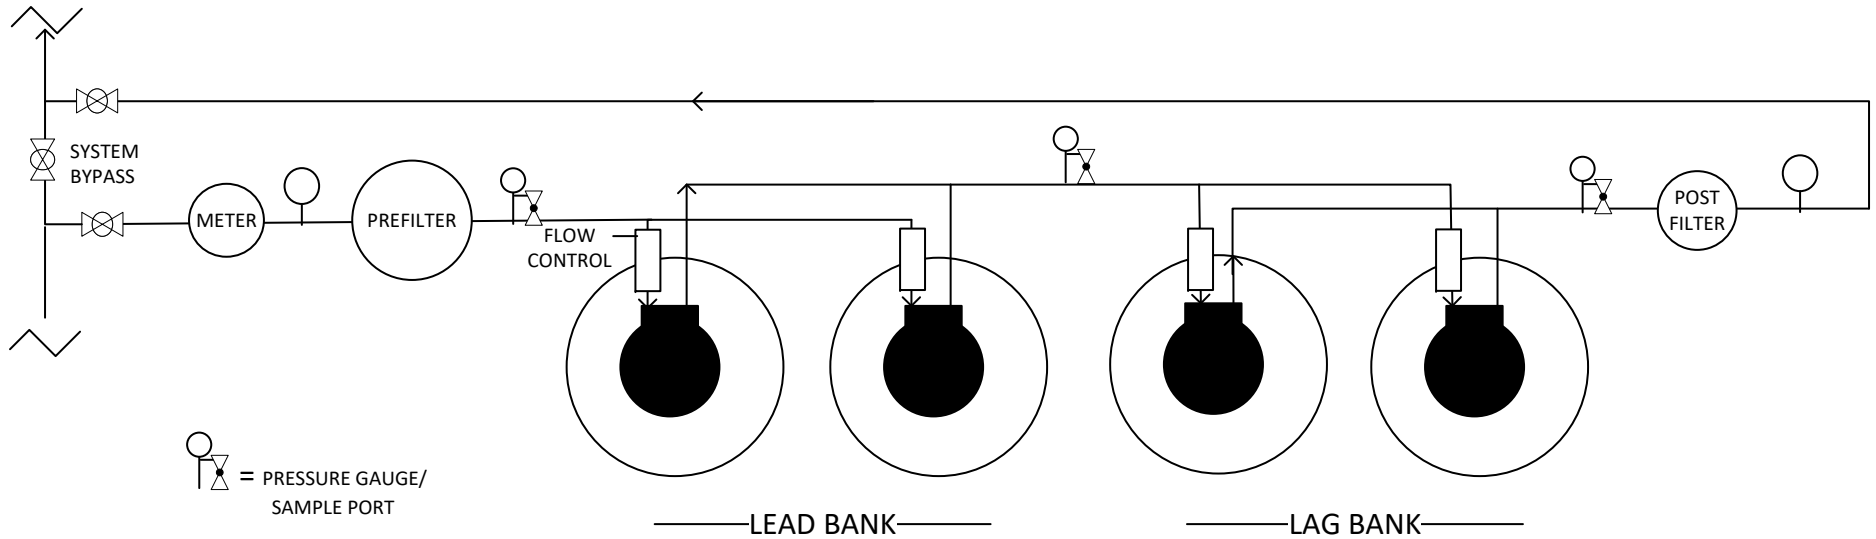 SYSTEM
BYPASS
METER
PREFILTER
FLOW
CONTROL
POST
FILTER
= PRESSURE GAUGE/
SAMPLE PORT
LEAD BANK
LAG BANK